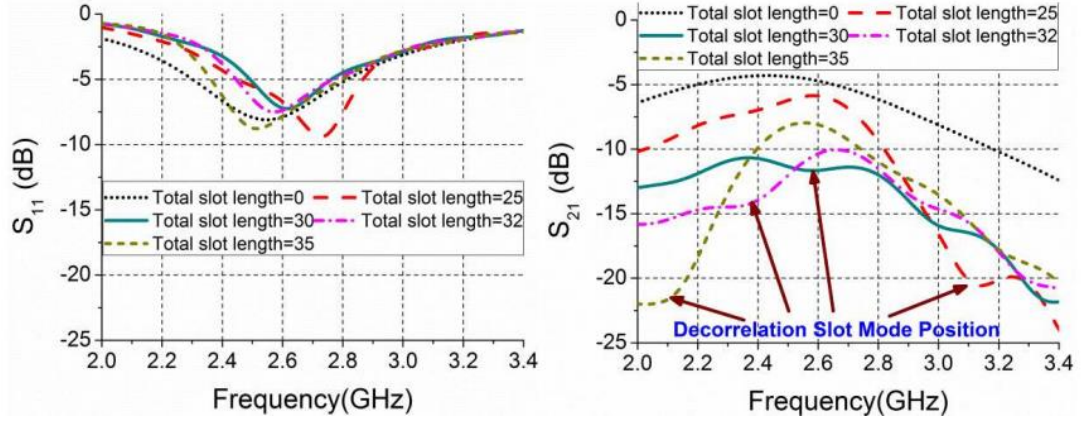 0
-5
-10
-15
-20
-25
S11 (dB)
Total slot length=0 Total slot length=25
Total slot length=30 Total slot length=32
Total slot length=35
2.0 2.2 2.4 2.6 2.8 3.0 3.2 3.4
Frequency(GHz)
0
-5
-10
-15
-20
-25
S21 (dB)
Total slot length=0 Total slot length=25
Total slot length=30 Total slot length=32
Total slot length=35
Decorrelation Slot Mode Position
2.0 2.2 2.4 2.6 2.8 3.0 3.2 3.4
Frequency(GHz)